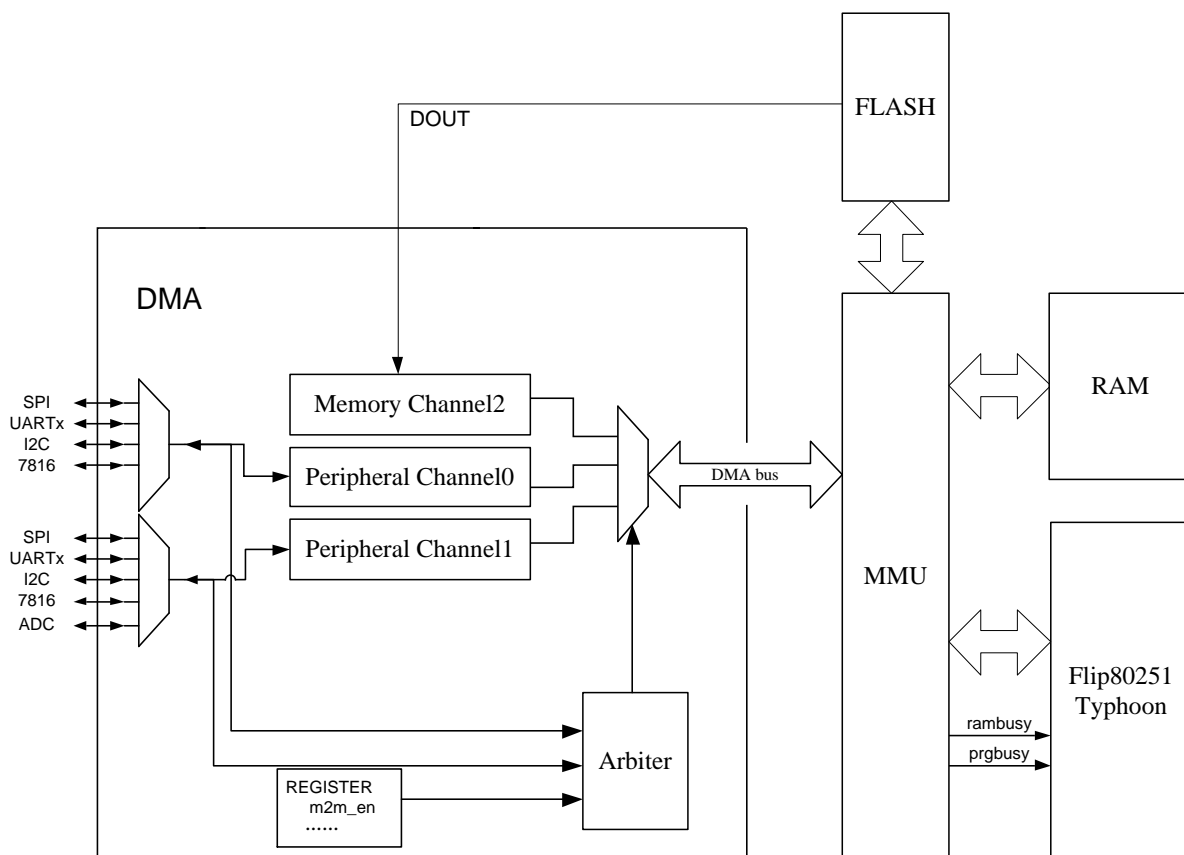 FLASH
DOUT
DMA
SPI
UARTx
I2C
7816
Memory Channel2
Peripheral Channel0
Peripheral Channel1
DMA bus
SPI
UARTx
I2C
7816
ADC
MMU
RAM
Flip80251
Typhoon
rambusy
prgbusy
Arbiter
REGISTER
m2m_en
......